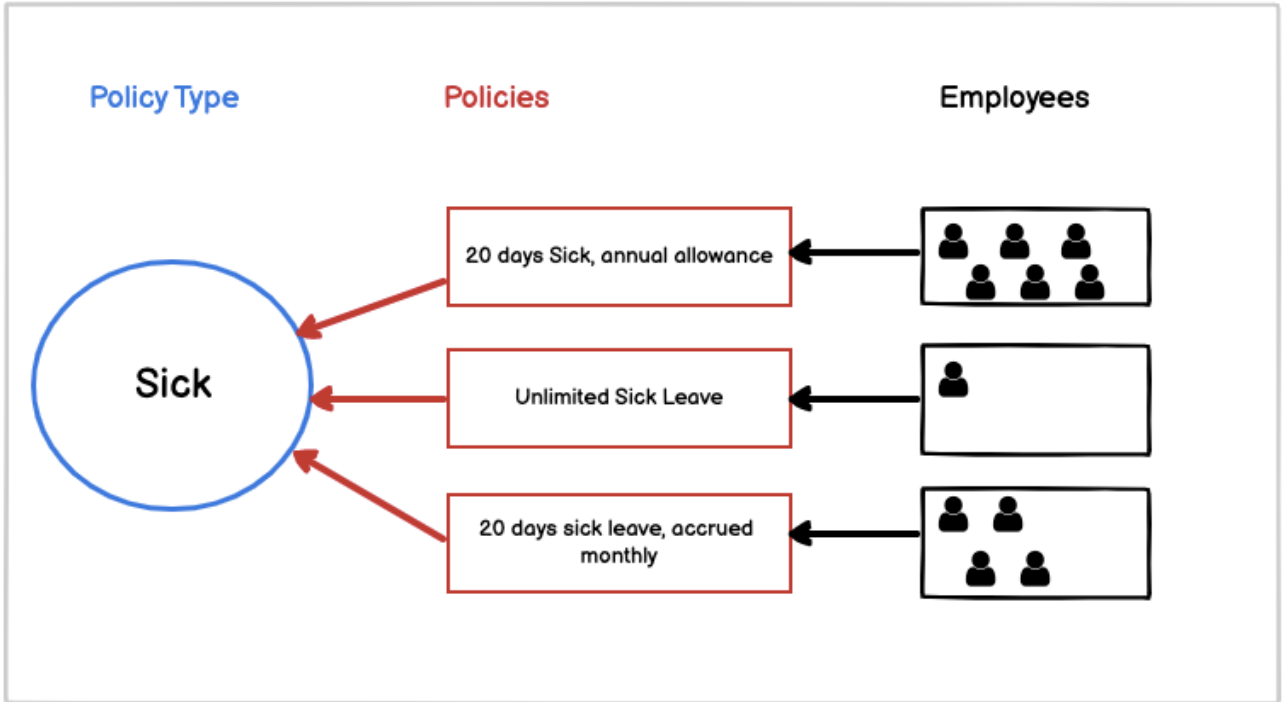 Policy Type
Policies
Employees
20 days Sick, annual allowance
Sick
Unlimited Sick Leave
20 days sick leave, accrued
monthly